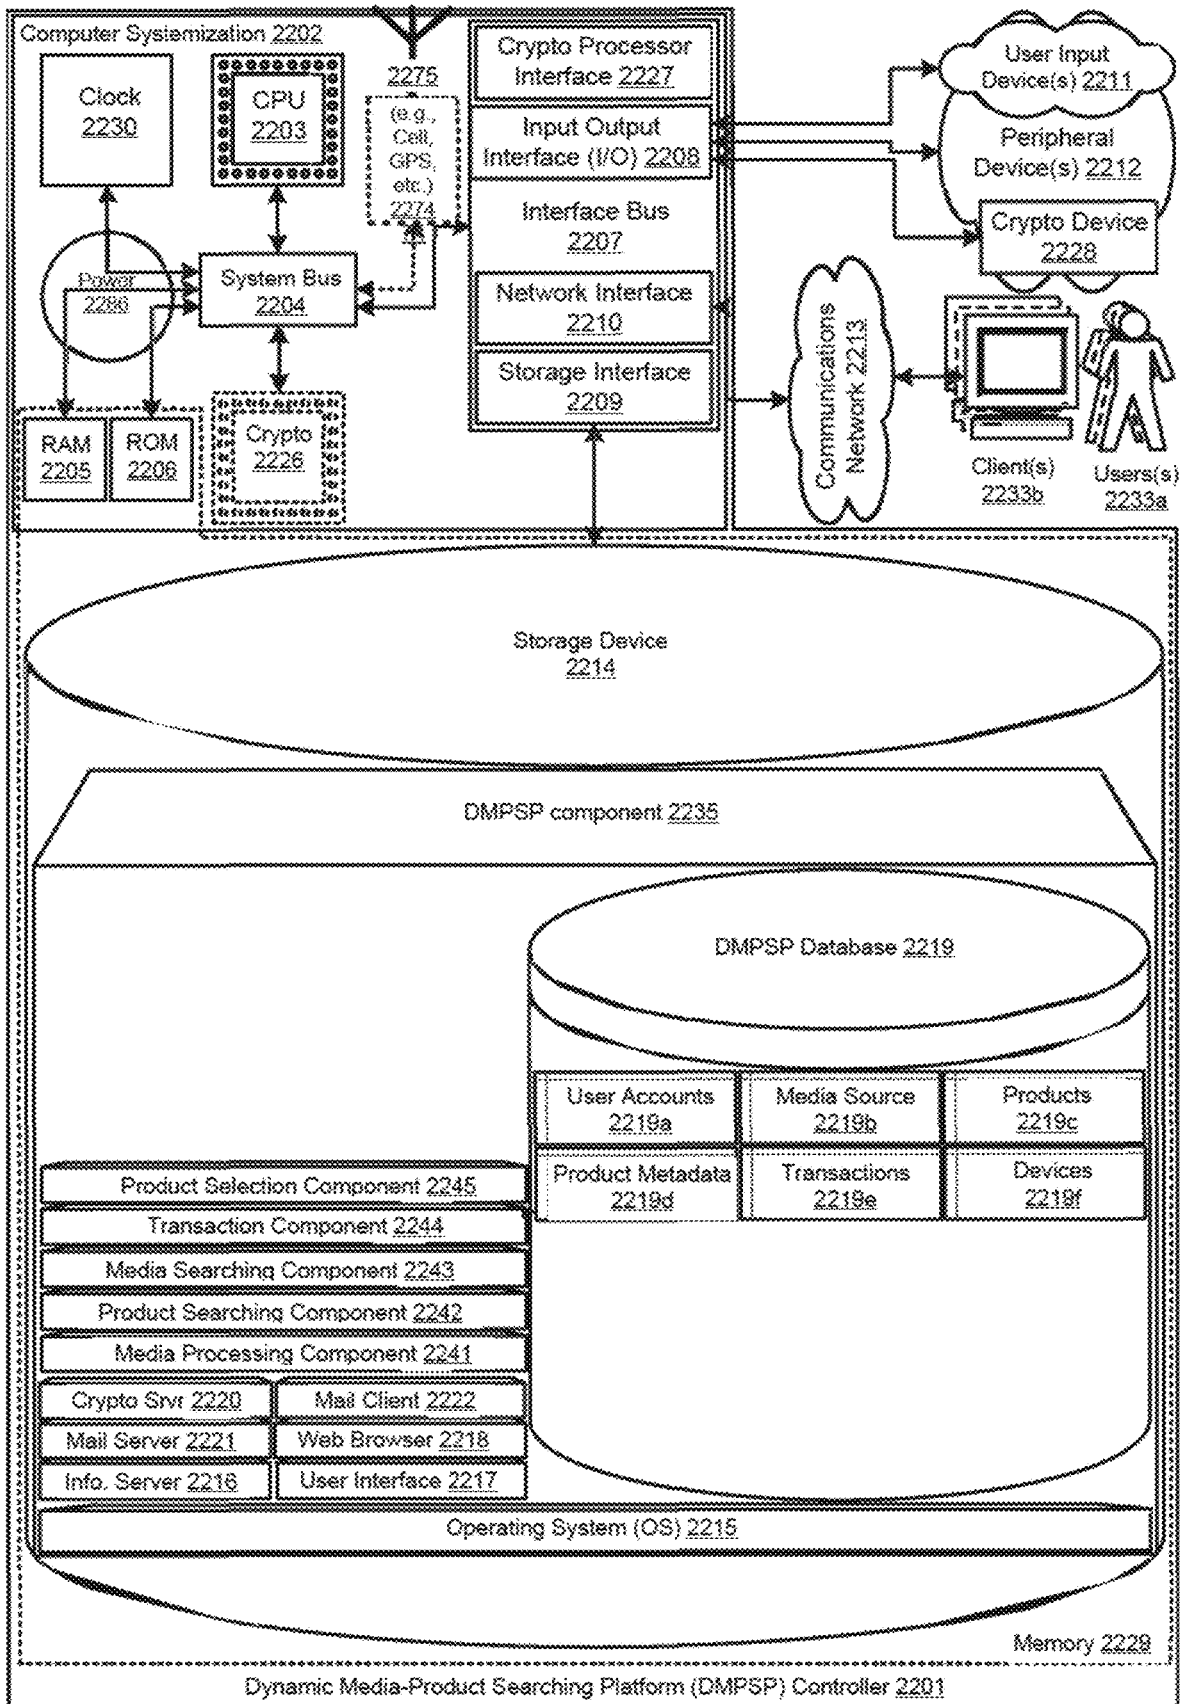 Computer Systemization 2202
Clock
2230
CPU
2203
2275
(e.g.,
Cell,
GPS,
etc.)
2274
Crypto Processor
Interface 2227
Input Output
Interface (I/O) 2208
Interface Bus
2207
Network Interface
2210
Storage Interface
2209
User Input
Device(s) 2211
Peripheral
Device(s) 2212
Crypto Device
2228
Power
2286
System Bus
2204
RAM
2205
ROM
2206
Crypto
2226
Communications
Network 2213
Client(s)
2233b
Users(s)
2233a
Storage Device
2214
DMPSP component 2235
DMPSP Database 2219
User Accounts
2219a
Media Source
2219b
Products
2219c
Product Metadata
2219d
Transactiions
2219e
Devices
2219f
Product Selection Component 2245
Transaction Component 2244
Media Searching Component 2243
Product Searching Component 2242
Media Processing Component 2241
Crypto Srvr 2220
Mail Client 2222
Mail Server 2221
Web Browser 2218
Info. Server 2216
User Interface 2217
Operating System (OS) 2215
Memory 2229
Dynamic Media-Product Searching Platform (DMPSP) Controller 2201